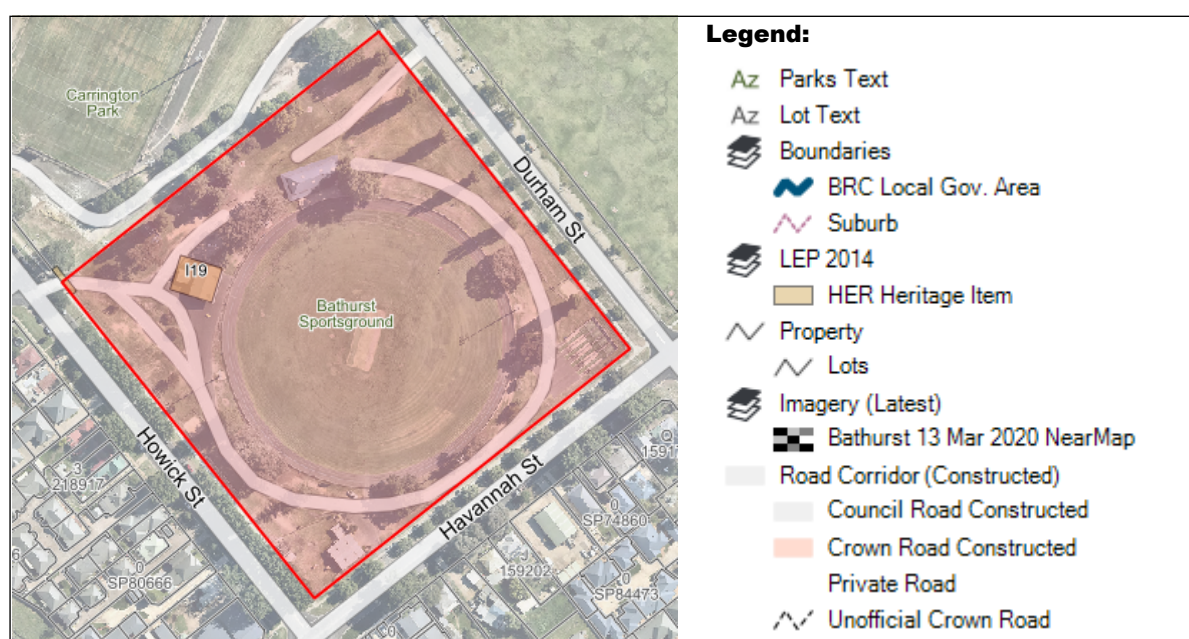 Carrington
Park
Durham St
I19
Bathurst
Sportsground
Howick St
Havannah St
3
218917
Q
0
SP74860
J
159202
0
SP84473
6
0
SP80666
Legend:
Az Parks Text
Az Lot Text
Boundaries
BRC Local Gov. Area
Suburb
LEP 2014
HER Heritage Item
Property
Lots
Imagery (Latest)
Bathurst 13 Mar 2020 NearMap
Road Corridor (Constructed)
Council Road Constructed
Crown Road Constructed
Private Road
Unofficial Crown Road